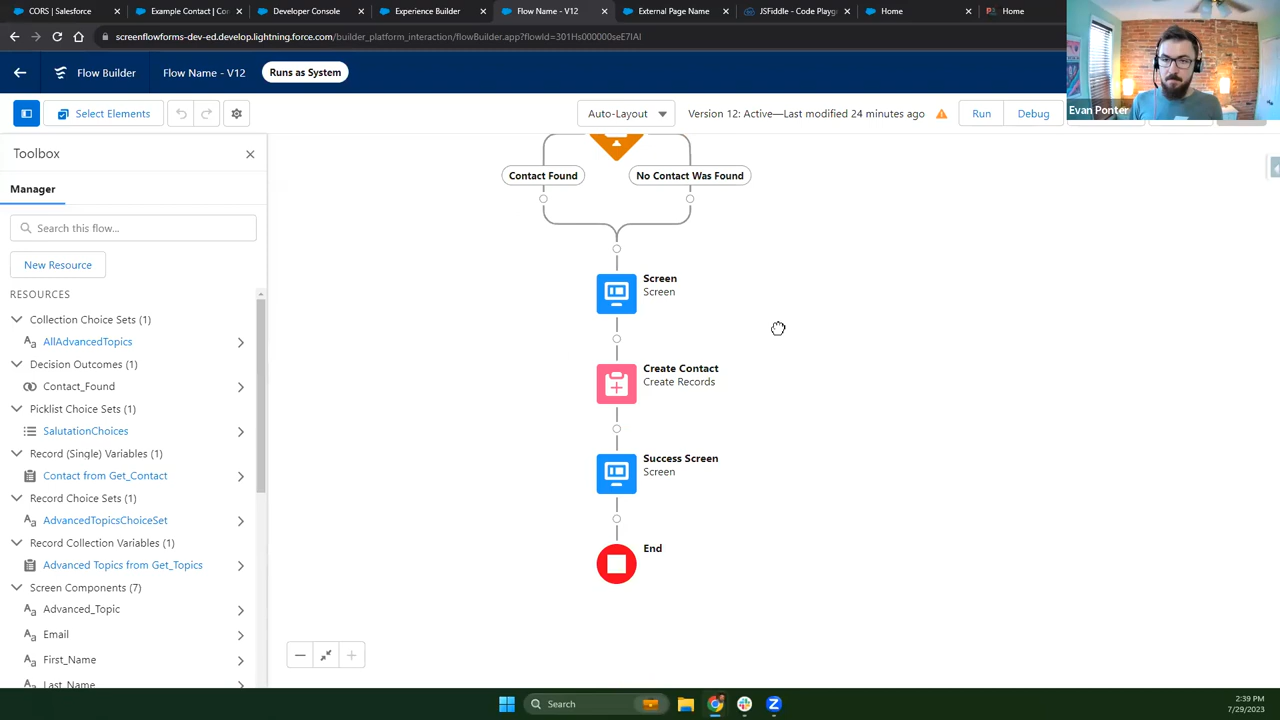 CORS | Salesforce
Example Contact | Co
Developer Console
Experience Builder
Flow Name - V12
External Page Name
JSFiddle - Code Playg
Home
Home
screenflowforms-dev-ed.develop.lightning.force.com/builder_platform_interaction/flowBuilder.app?flowId=301Hs000000seE7IAI
Flow Builder
Flow Name - V12
Runs as System
Evan Ponter
Select Elements
Auto-Layout
Version 12: Active—Last modified 24 minutes ago
Run
Debug
Toolbox
Manager
Search this flow...
New Resource
RESOURCES
Collection Choice Sets (1)
AllAdvancedTopics
Decision Outcomes (1)
Contact_Found
Picklist Choice Sets (1)
SalutationChoices
Record (Single) Variables (1)
Contact from Get_Contact
Record Choice Sets (1)
AdvancedTopicsChoiceSet
Record Collection Variables (1)
Advanced Topics from Get_Topics
Screen Components (7)
Advanced_Topic
Email
First_Name
Last_Name
Contact Found
No Contact Was Found
Screen
Screen
Create Contact
Create Records
Success Screen
Screen
End
Search
2:39 PM
7/29/2023